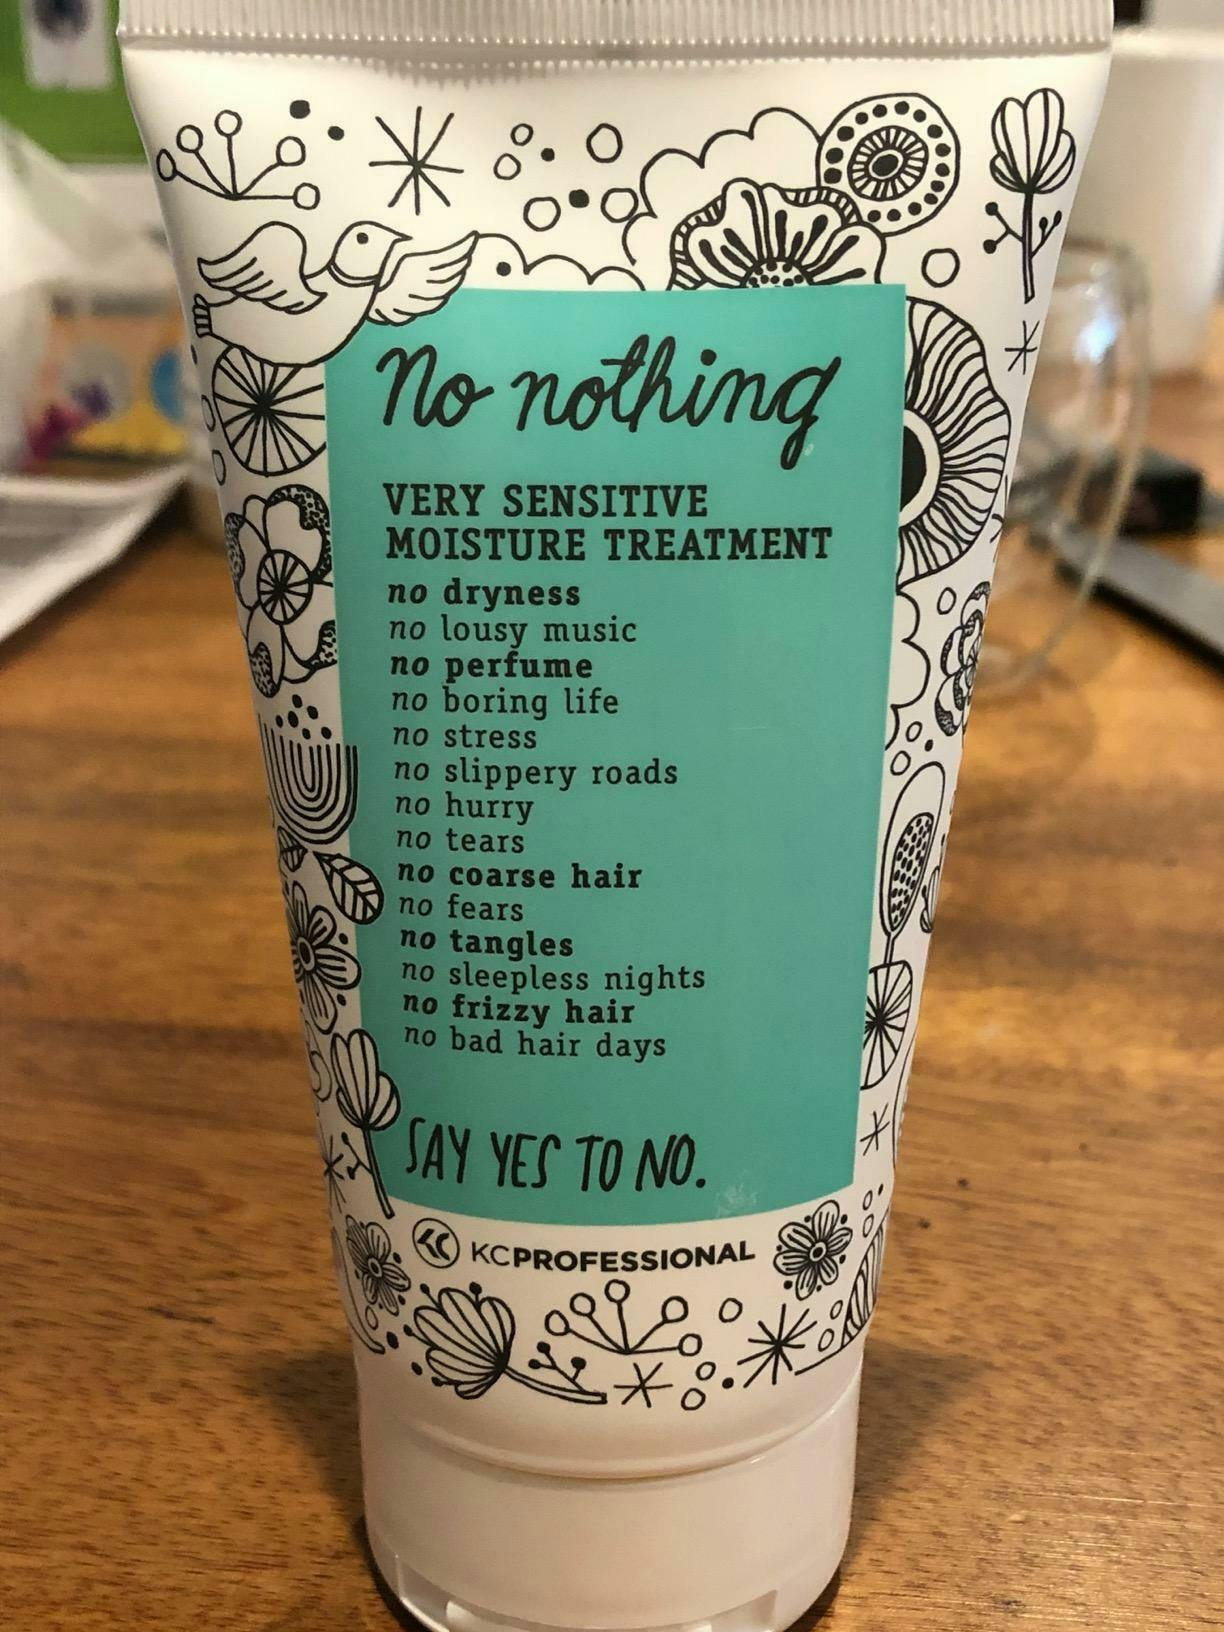 No nothing
VERY SENSITIVE
MOISTURE TREATMENT
no dryness
no lousy music
no perfume
no boring life
no stress
no slippery roads
no hurry
no tears
no coarse hair
no fears
no tangles
no sleepless nights
no frizzy hair
no bad hair days
SAY YES TO NO.
KC KCPROFESSIONAL